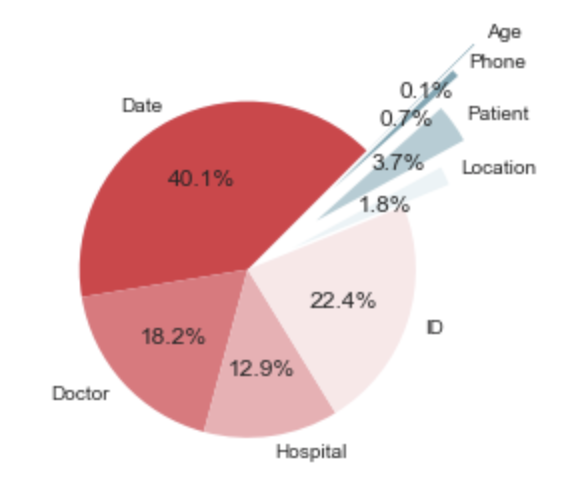 Age
Phone
0.1%
Date
0.7%
Patient
3.7%
Location
40.1%
1.8%
22.4%
ID
18.2%
12.9%
Doctor
Hospital